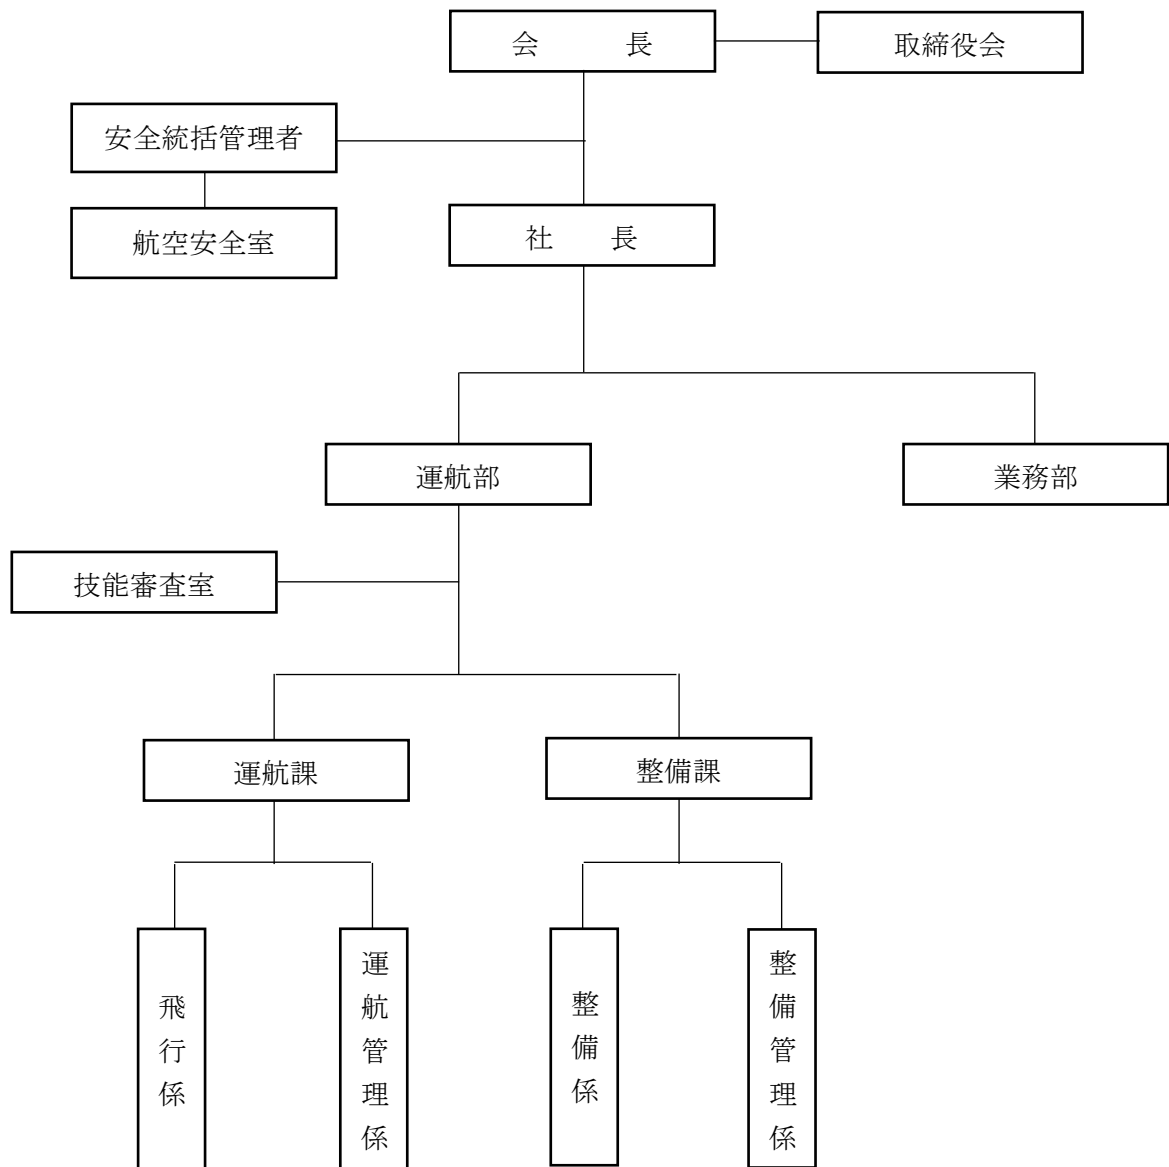 会　　長
取締役会
安全統括管理者
航空安全室
社　　長
運航部
業務部
技能審査室
運航課
整備課
飛行係
運航管理係
整備係
整備管理係